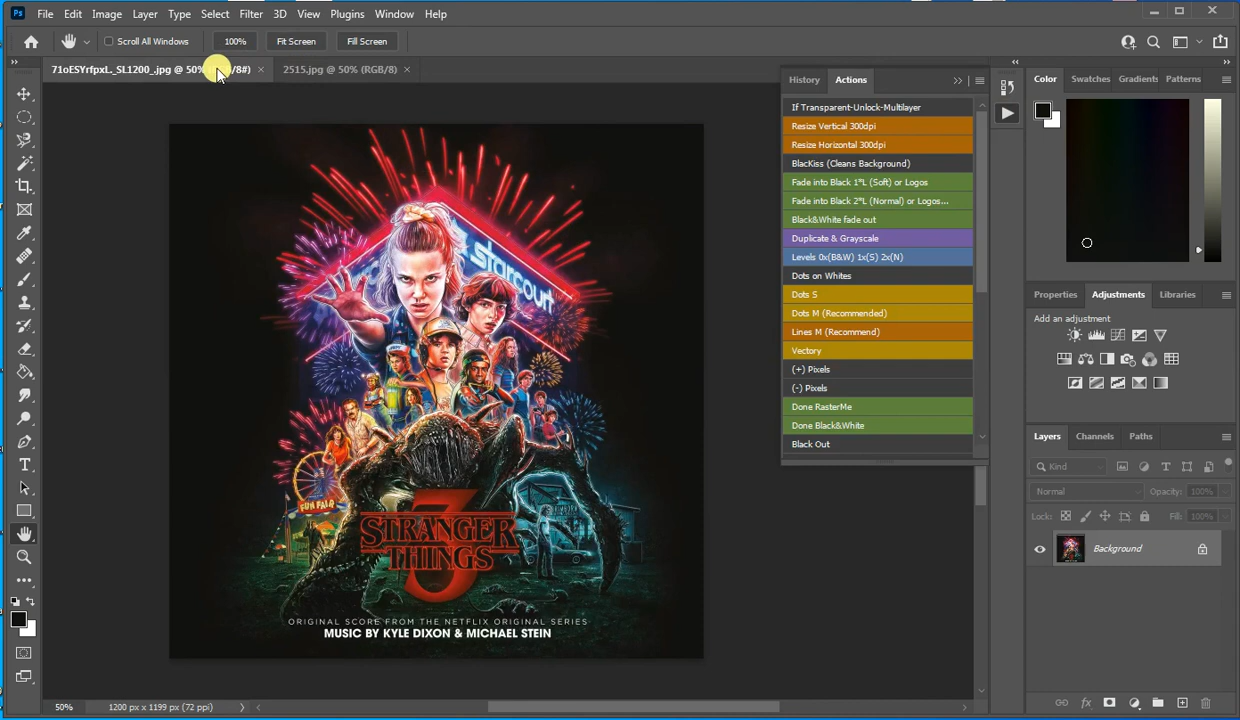 Ps File Edit Image Layer Type Select Filter 3D View Plugins Window Help
Scroll All Windows 100% Fit Screen Fill Screen
71oESYrfpxL._SL1200_.jpg @ 50% /8#) × 2515.jpg @ 50% (RGB/8) ×
History Actions
If Transparent-Unlock-Multilayer
Resize Vertical 300dpi
Resize Horizontal 300dpi
BlacKiss (Cleans Background)
Fade into Black 1*L (Soft) or Logos
Fade into Black 2*L (Normal) or Logos...
Black&White fade out
Duplicate & Grayscale
Levels 0x(B&W) 1x(S) 2x(N)
Dots on Whites
Dots S
Dots M (Recommended)
Lines M (Recommend)
Vectory
(+) Pixels
(-) Pixels
Done RasterMe
Done Black&White
Black Out
Color Swatches Gradients Patterns
Properties Adjustments Libraries
Add an adjustment
Layers Channels Paths
Kind
Normal Opacity: 100%
Lock: Fill: 100%
Background
starcourt
FUN FAIR
3
STRANGER
THINGS
ORIGINAL SCORE FROM THE NETFLIX ORIGINAL SERIES
MUSIC BY KYLE DIXON & MICHAEL STEIN
50% 1200 px x 1199 px (72 ppi)